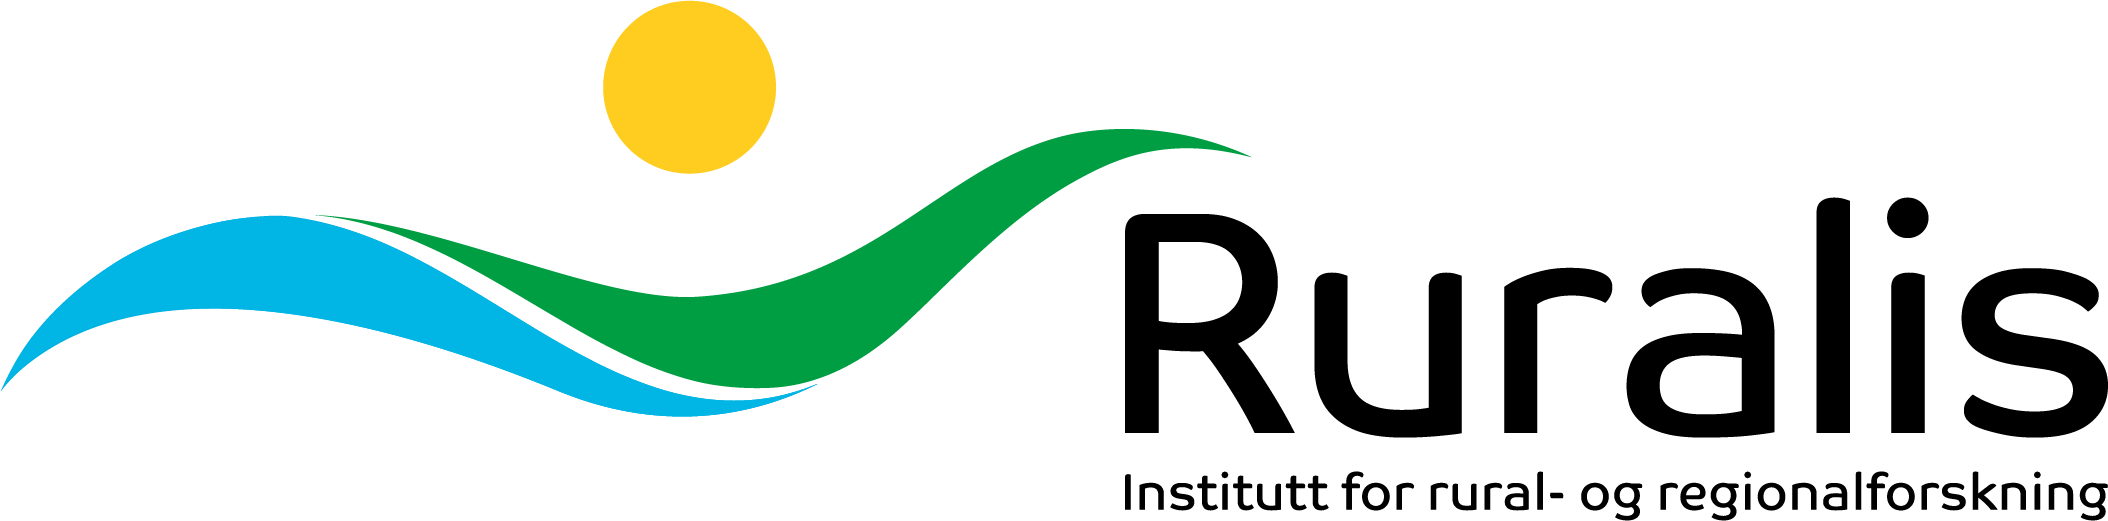 Ruralis
Institutt for rural- og regionalforskning